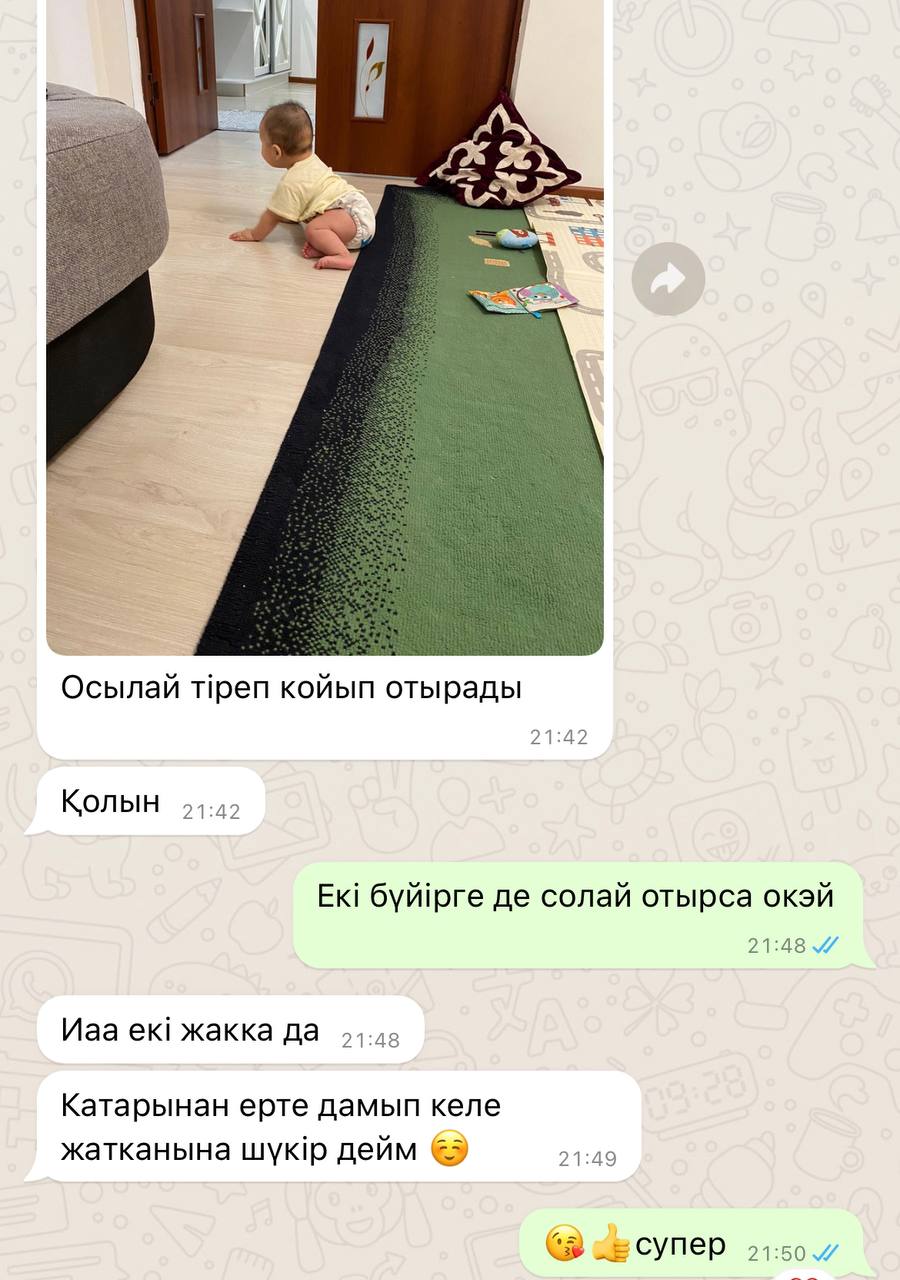 Осылай тіреп койып отырады
21:42
Қолын 21:42
Екі бүйірге де солай отырса окэй
21:48
Иаа екі жакка да 21:48
Катарынан ерте дамып келе
жатканына шүкір дейм ☺️ 21:49
😘👍супер 21:50